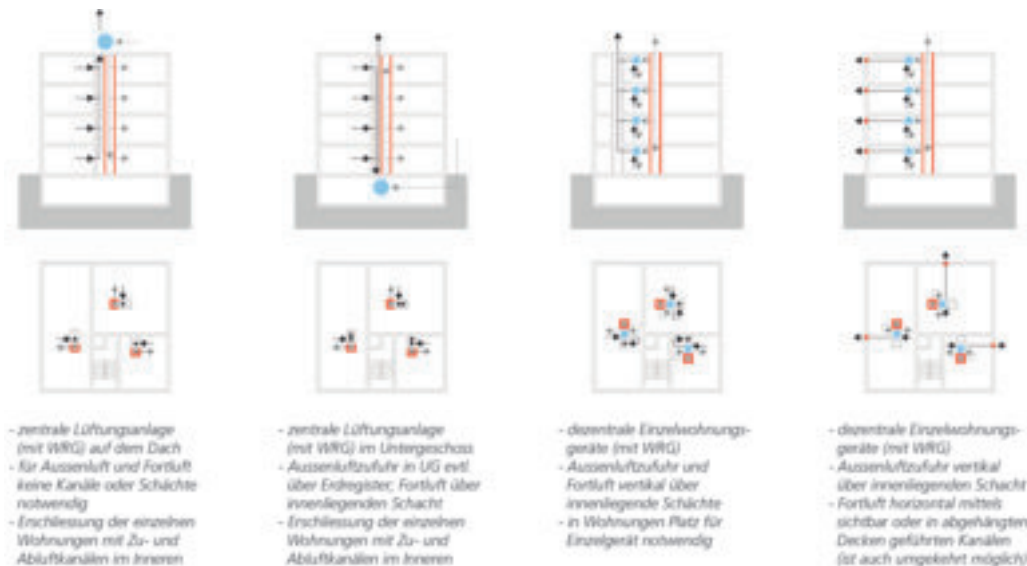 - zentrale Lüftungsanlage
(mit WRG) auf dem Dach
- für Aussenluft und Fortluft
keine Kanäle oder Schächte
notwendig
- Erschliessung der einzelnen
Wohnungen mit Zu- und
Abluftkanälen im Inneren
- zentrale Lüftungsanlage
(mit WRG) im Untergeschoss
- Aussenluftzufuhr in UG evtl.
über Erdregister, Fortluft über
innenliegenden Schacht
- Erschliessung der einzelnen
Wohnungen mit Zu- und
Abluftkanälen im Inneren
- dezentrale Einzelwohnungs-
geräte (mit WRG)
- Aussenluftzufuhr und
Fortluft vertikal über
innenliegende Schächte
- in Wohnungen Platz für
Einzelgerät notwendig
- dezentrale Einzelwohnungs-
geräte (mit WRG)
- Aussenluftzufuhr vertikal
über innenliegenden Schacht
- Fortluft horizontal mittels
sichtbar oder in abgehängten
Decken geführten Kanälen
(ist auch umgekehrt möglich)